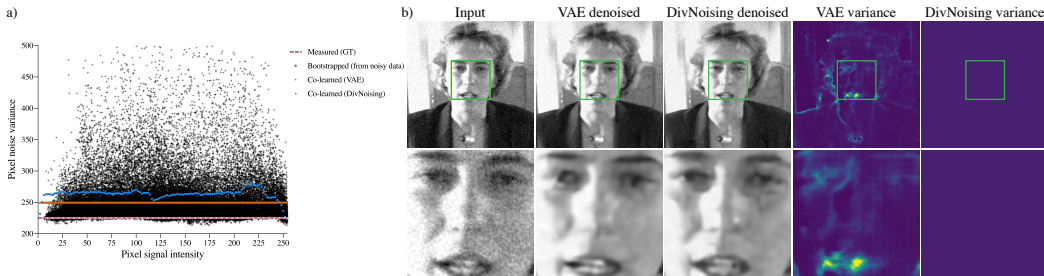 a)
500
450
400
350
300
250
200
Pixel noise variance
0
25
50
75
100
125
150
175
200
225
250
Pixel signal intensity
Measured (GT)
Bootstrapped (from noisy data)
Co-learned (VAE)
Co-learned (DivNoising)
b)
Input
VAE denoised
DivNoising denoised
VAE variance
DivNoising variance